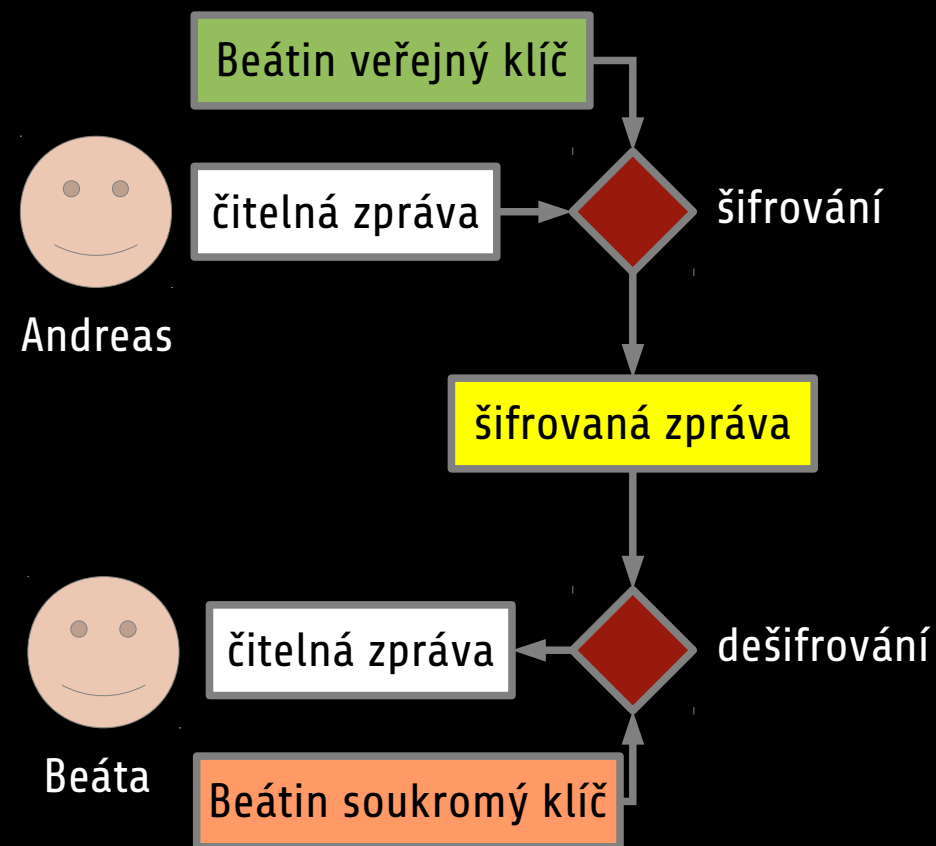 Beátin veřejný klíč
čitelná zpráva
šifrování
Andreas
šifrovaná zpráva
čitelná zpráva
dešifrování
Beáta
Beátin soukromý klíč